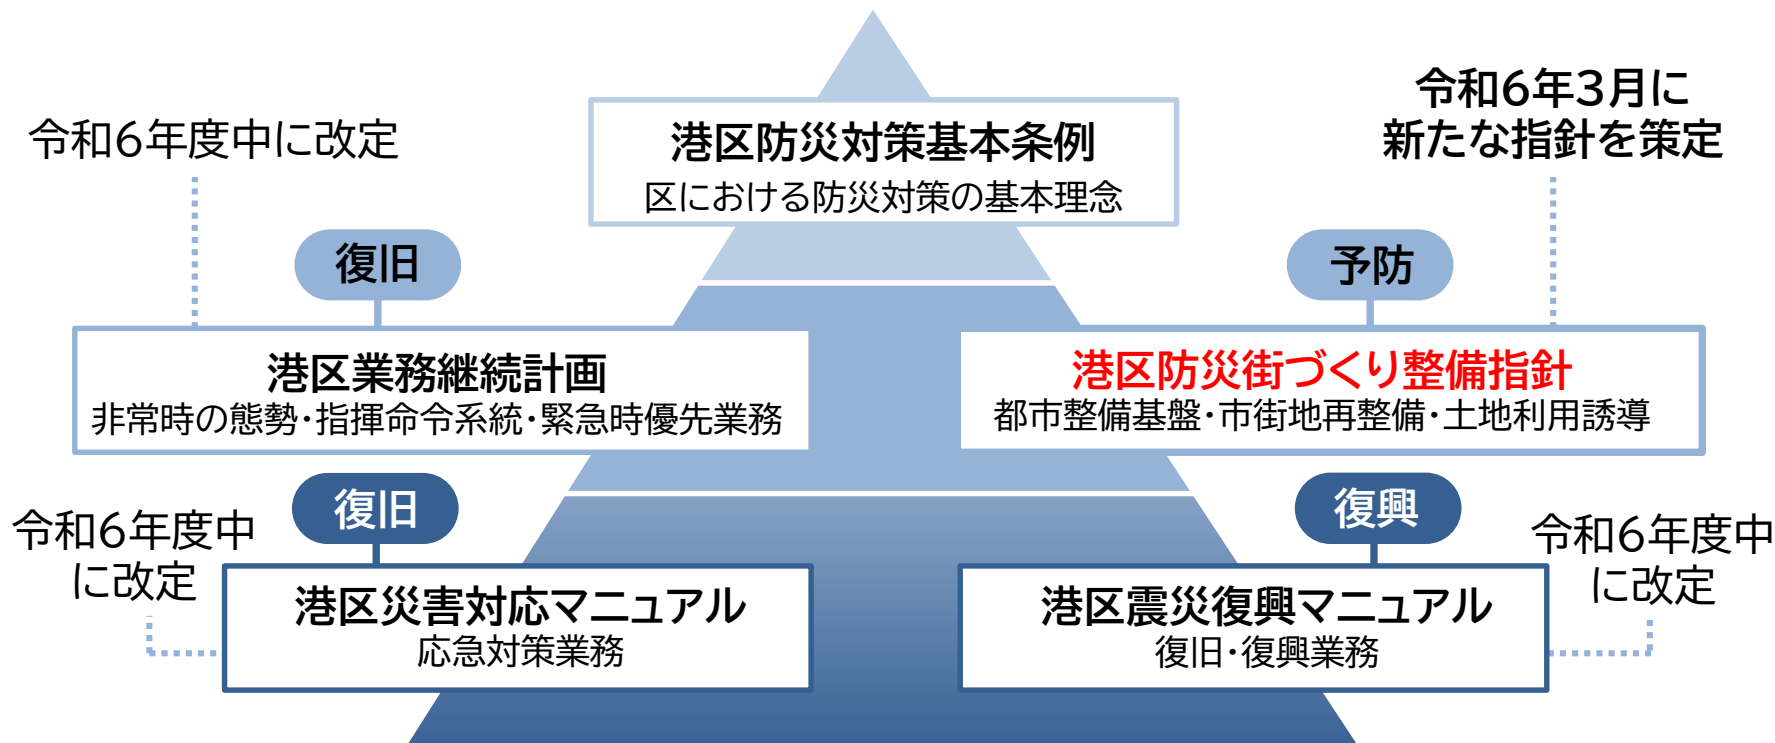 港区防災対策基本条例
区における防災対策の基本理念
令和6年度中に改定
令和6年3月に
新たな指針を策定
復旧
港区業務継続計画
非常時の態勢・指揮命令系統・緊急時優先業務
予防
港区防災街づくり整備指針
都市整備基盤・市街地再整備・土地利用誘導
復旧
令和6年度中
に改定
港区災害対応マニュアル
応急対策業務
復興
港区震災復興マニュアル
復旧・復興業務
令和6年度中
に改定